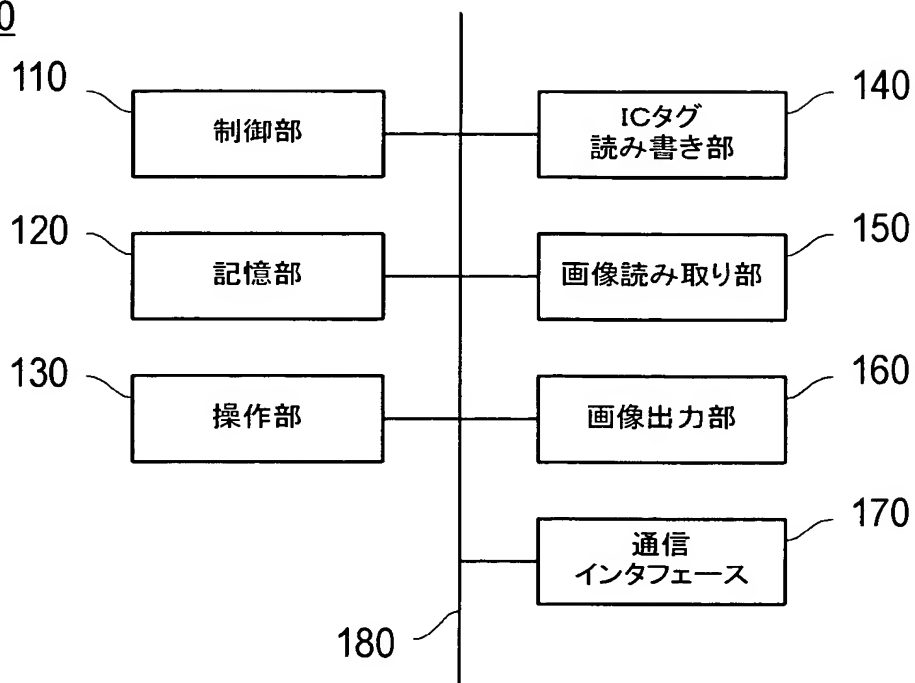 0
110
制御部
140
ICタグ
読み書き部
120
記憶部
150
画像読み取り部
130
操作部
160
画像出力部
170
通信
インタフェース
180